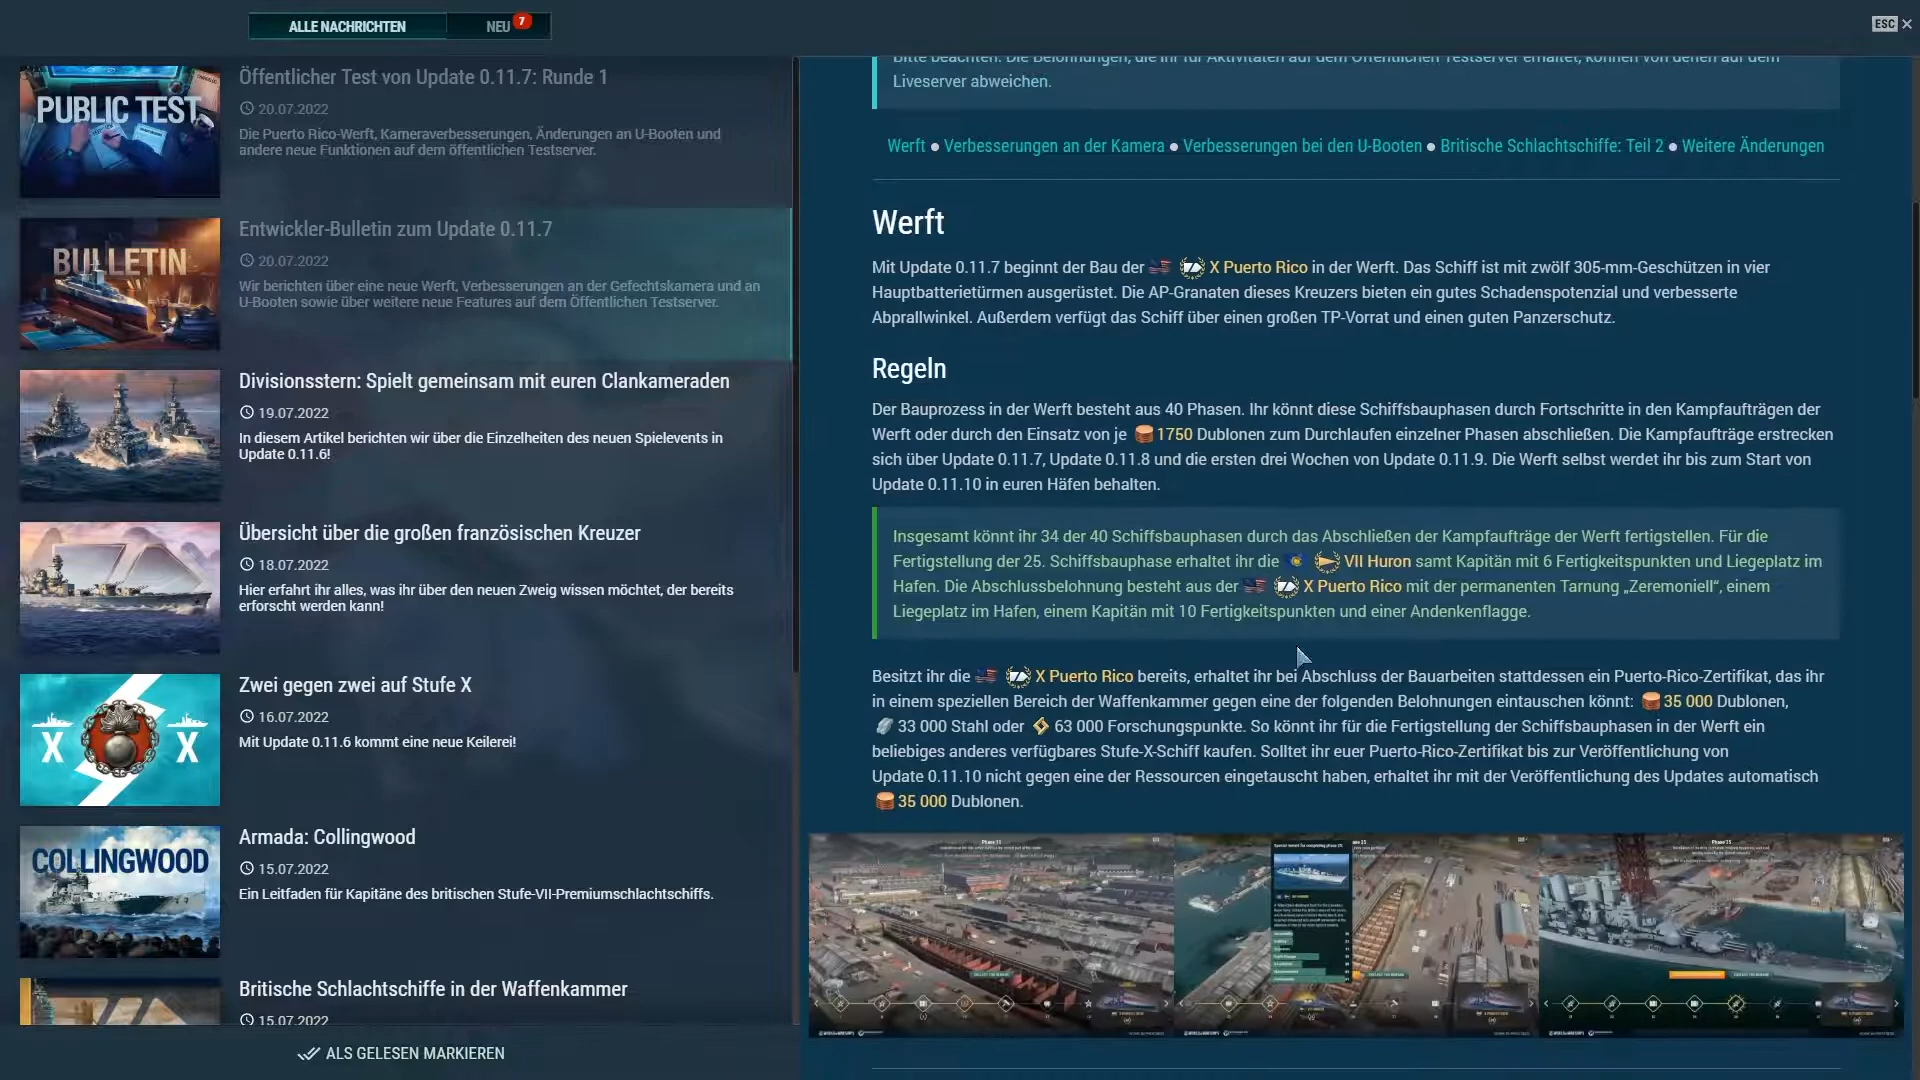 ALLE NACHRICHTEN
NEU 7
ESC ×
PUBLIC TEST
Öffentlicher Test von Update 0.11.7: Runde 1
20.07.2022
Die Puerto Rico-Werft, Kameraverbesserungen, Änderungen an U-Booten und
andere neue Funktionen auf dem öffentlichen Testserver.
BULLETIN
Entwickler-Bulletin zum Update 0.11.7
20.07.2022
Wir berichten über eine neue Werft, Verbesserungen an der Gefechtskamera und an
U-Booten sowie über weitere neue Features auf dem Öffentlichen Testserver.
Divisionsstern: Spielt gemeinsam mit euren Clankameraden
19.07.2022
In diesem Artikel berichten wir über die Einzelheiten des neuen Spielevents in
Update 0.11.6!
Übersicht über die großen französischen Kreuzer
18.07.2022
Hier erfahrt ihr alles, was ihr über den neuen Zweig wissen möchtet, der bereits
erforscht werden kann!
X X
Zwei gegen zwei auf Stufe X
16.07.2022
Mit Update 0.11.6 kommt eine neue Keilerei!
COLLINGWOOD
Armada: Collingwood
15.07.2022
Ein Leitfaden für Kapitäne des britischen Stufe-VII-Premiumschlachtschiffs.
Britische Schlachtschiffe in der Waffenkammer
15.07.2022
ALS GELESEN MARKIEREN
Bitte beachten: Die Belohnungen, die ihr für Aktivitäten auf dem Öffentlichen Testserver erhaltet, können von denen auf dem
Liveserver abweichen.
Werft ● Verbesserungen an der Kamera ● Verbesserungen bei den U-Booten ● Britische Schlachtschiffe: Teil 2 ● Weitere Änderungen
Werft
Mit Update 0.11.7 beginnt der Bau der X Puerto Rico in der Werft. Das Schiff ist mit zwölf 305-mm-Geschützen in vier
Hauptbatterietürmen ausgerüstet. Die AP-Granaten dieses Kreuzers bieten ein gutes Schadenspotenzial und verbesserte
Abprallwinkel. Außerdem verfügt das Schiff über einen großen TP-Vorrat und einen guten Panzerschutz.
Regeln
Der Bauprozess in der Werft besteht aus 40 Phasen. Ihr könnt diese Schiffsbauphasen durch Fortschritte in den Kampfaufträgen der
Werft oder durch den Einsatz von je 1750 Dublonen zum Durchlaufen einzelner Phasen abschließen. Die Kampfaufträge erstrecken
sich über Update 0.11.7, Update 0.11.8 und die ersten drei Wochen von Update 0.11.9. Die Werft selbst werdet ihr bis zum Start von
Update 0.11.10 in euren Häfen behalten.
Insgesamt könnt ihr 34 der 40 Schiffsbauphasen durch das Abschließen der Kampfaufträge der Werft fertigstellen. Für die
Fertigstellung der 25. Schiffsbauphase erhaltet ihr die VII Huron samt Kapitän mit 6 Fertigkeitspunkten und Liegeplatz im
Hafen. Die Abschlussbelohnung besteht aus der X Puerto Rico mit der permanenten Tarnung „Zeremoniell“, einem
Liegeplatz im Hafen, einem Kapitän mit 10 Fertigkeitspunkten und einer Andenkenflagge.
Besitzt ihr die X Puerto Rico bereits, erhaltet ihr bei Abschluss der Bauarbeiten stattdessen ein Puerto-Rico-Zertifikat, das ihr
in einem speziellen Bereich der Waffenkammer gegen eine der folgenden Belohnungen eintauschen könnt: 35 000 Dublonen,
33 000 Stahl oder 63 000 Forschungspunkte. So könnt ihr für die Fertigstellung der Schiffsbauphasen in der Werft ein
beliebiges anderes verfügbares Stufe-X-Schiff kaufen. Solltet ihr euer Puerto-Rico-Zertifikat bis zur Veröffentlichung von
Update 0.11.10 nicht gegen eine der Ressourcen eingetauscht haben, erhaltet ihr mit der Veröffentlichung des Updates automatisch
35 000 Dublonen.